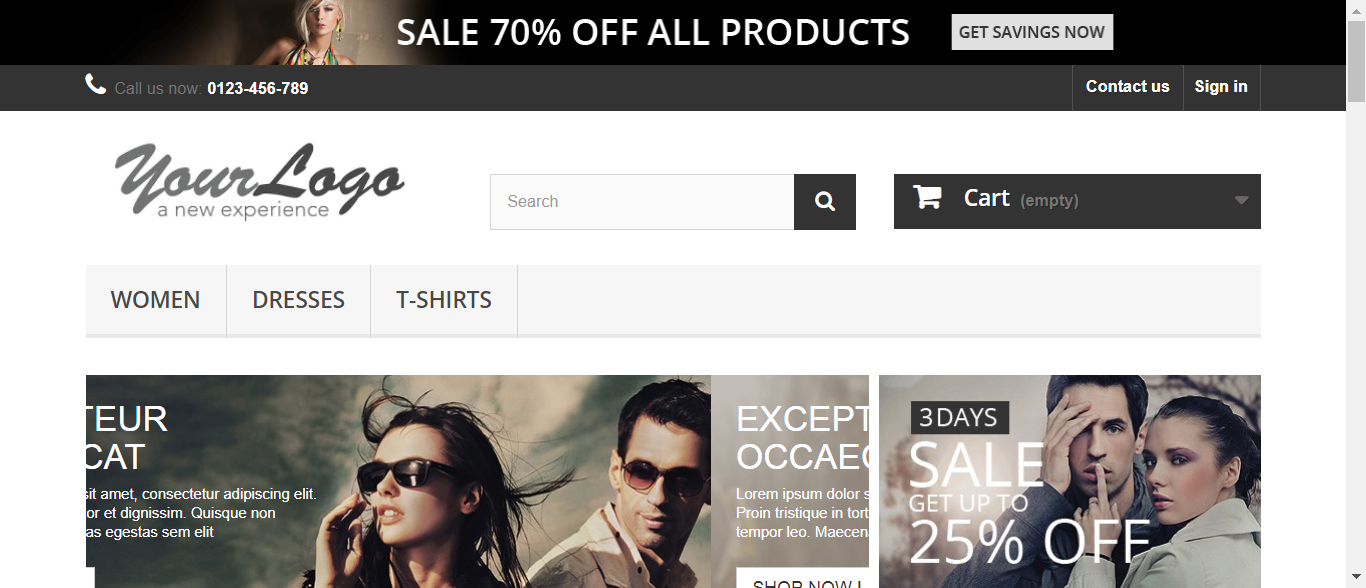 SALE 70% OFF ALL PRODUCTS
GET SAVINGS NOW
Call us now: 0123-456-789
Contact us
Sign in
YourLogo
a new experience
Search
Cart (empty)
WOMEN
DRESSES
T-SHIRTS
TEUR
CAT
sit amet, consectetur adipiscing elit.
or et dignissim. Quisque non
as egestas sem elit
EXCEPT
OCCAEC
Lorem ipsum dolor s
Proin tristique in tort
tempor leo. Maecen
SHOP NOW
3 DAYS
SALE
GET UP TO
25% OFF